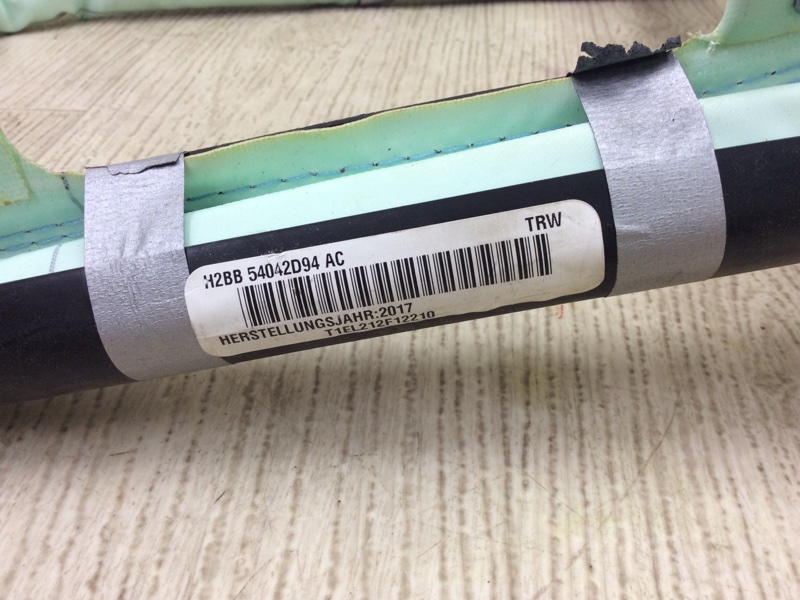 TRW
H2BB 54042D94 AC
HERSTELLUNGSJAHR:2017
T1EL212F12210